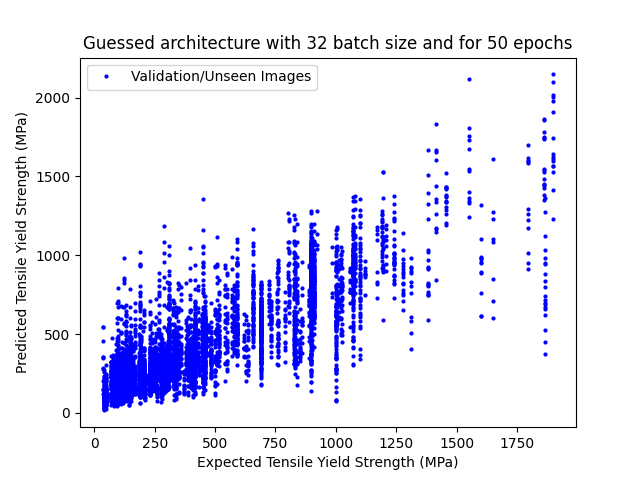 Guessed architecture with 32 batch size and for 50 epochs
Validation/Unseen Images
Predicted Tensile Yield Strength (MPa)
2000
1500
1000
500
0
0 250 500 750 1000 1250 1500 1750
Expected Tensile Yield Strength (MPa)